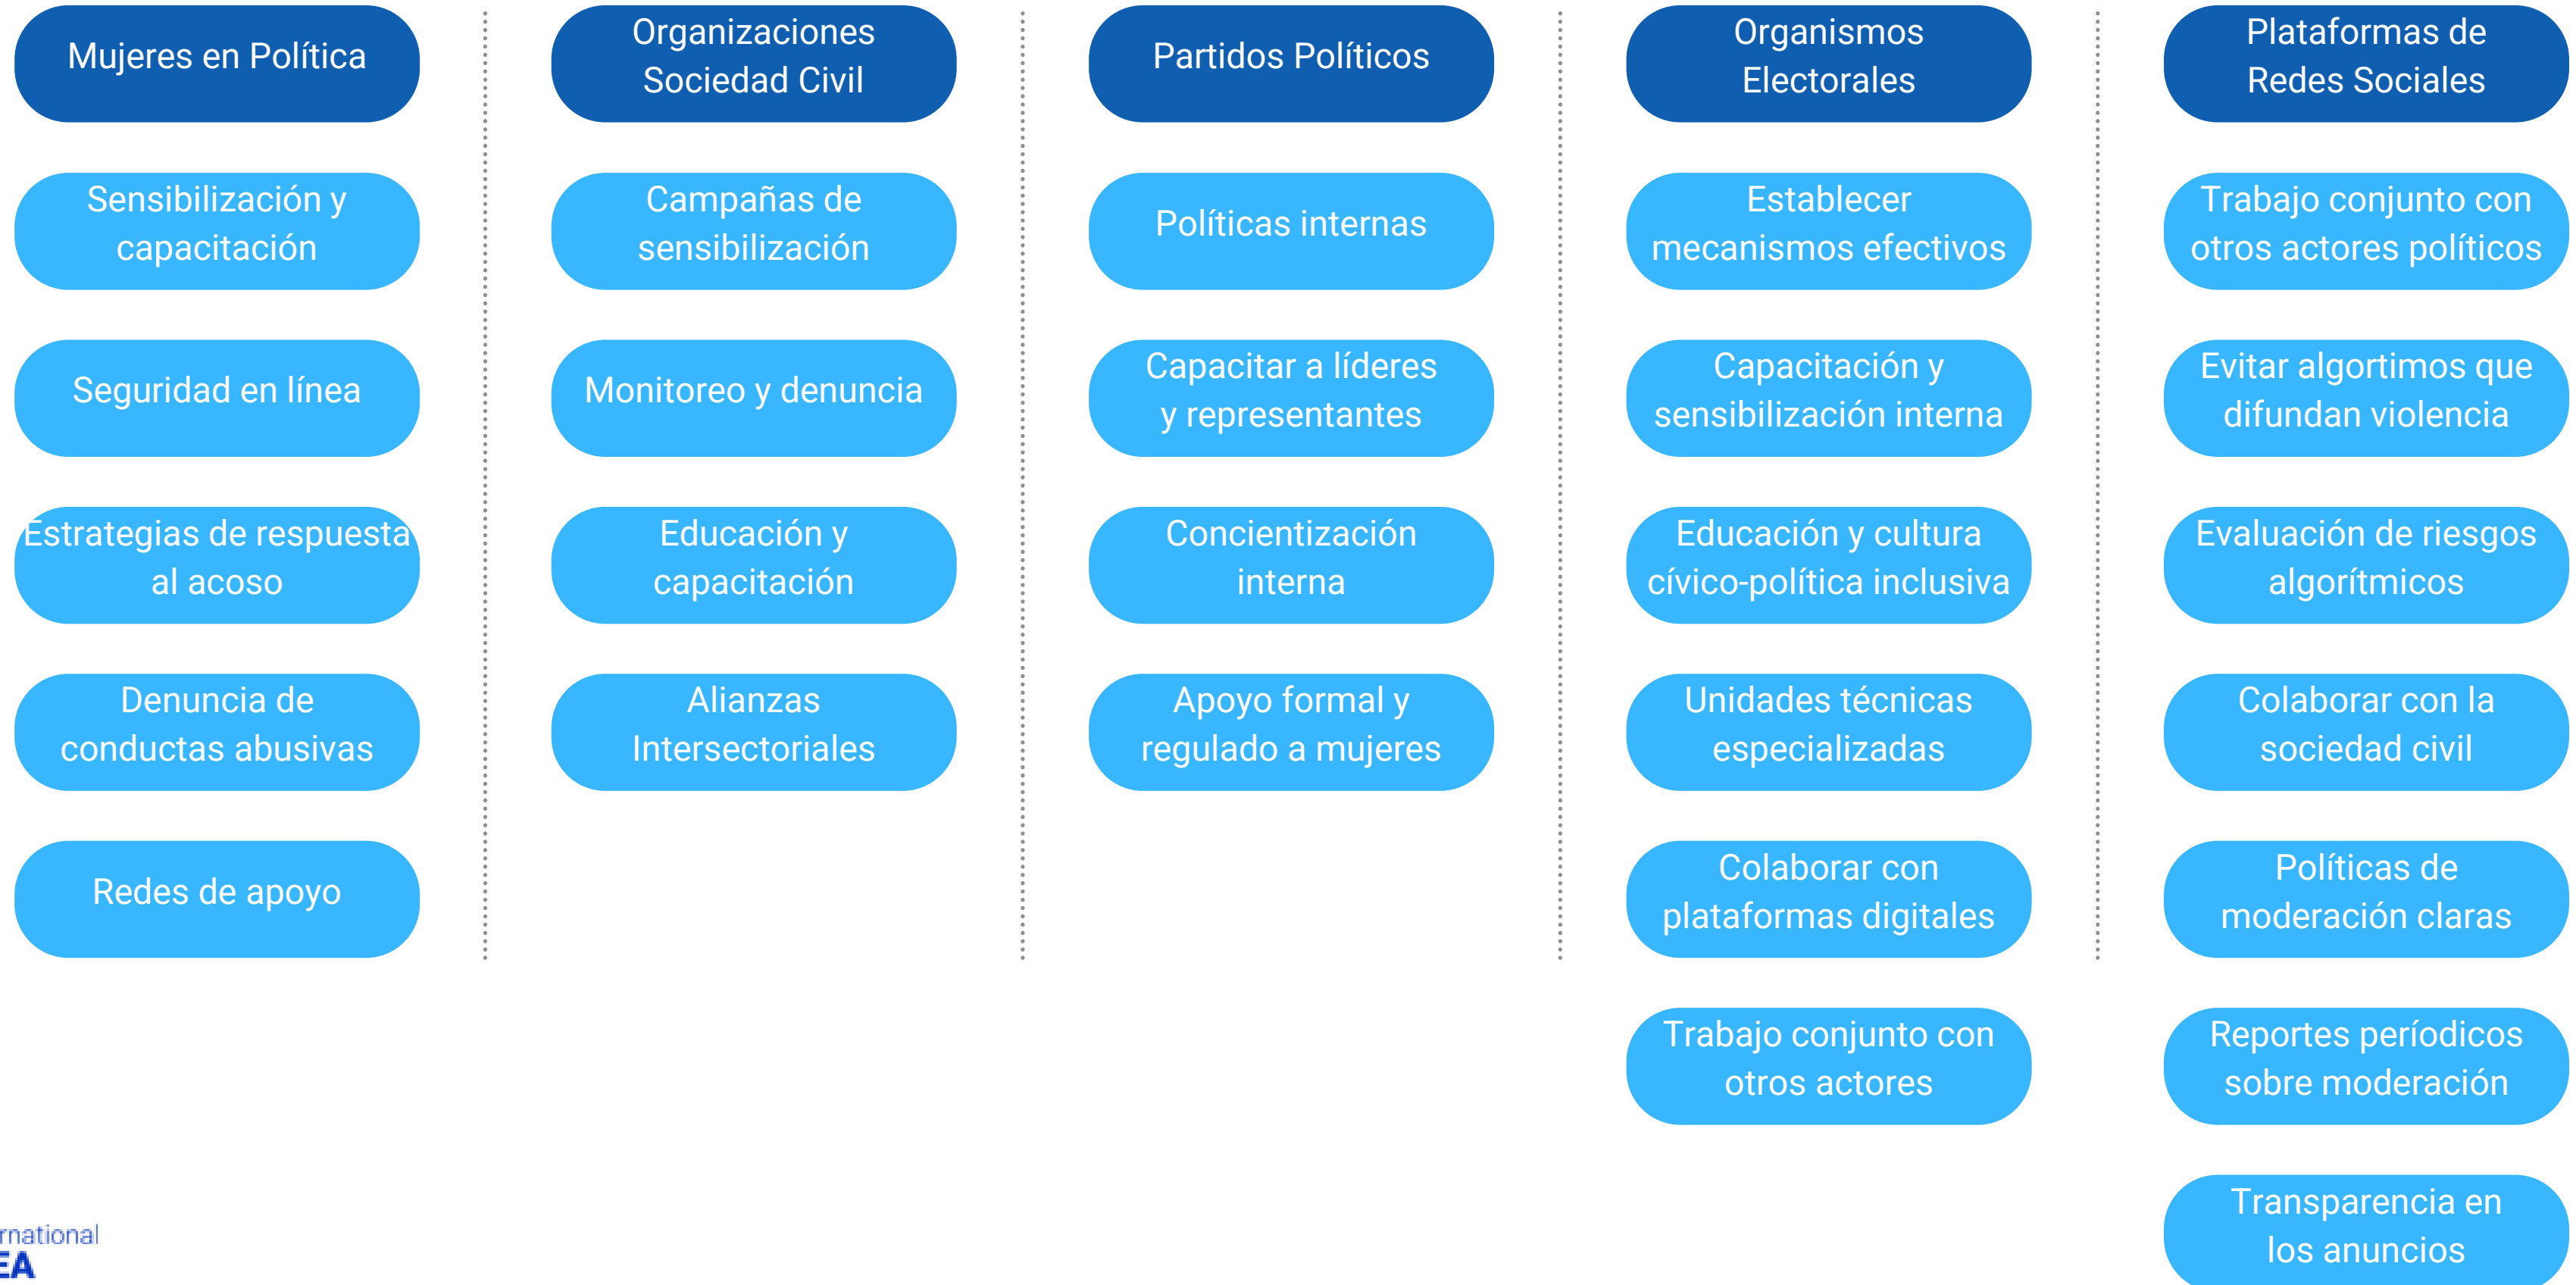 Mujeres en Política
Sensibilización y
capacitación
Seguridad en línea
Estrategias de respuesta
al acoso
Denuncia de
conductas abusivas
Redes de apoyo
Organizaciones
Sociedad Civil
Campañas de
sensibilización
Monitoreo y denuncia
Educación y
capacitación
Alianzas
Intersectoriales
Partidos Políticos
Políticas internas
Capacitar a líderes
y representantes
Concientización
interna
Apoyo formal y
regulado a mujeres
Organismos
Electorales
Establecer
mecanismos efectivos
Capacitación y
sensibilización interna
Educación y cultura
cívico-política inclusiva
Unidades técnicas
especializadas
Colaborar con
plataformas digitales
Trabajo conjunto con
otros actores
Plataformas de
Redes Sociales
Trabajo conjunto con
otros actores políticos
Evitar algortimos que
difundan violencia
Evaluación de riesgos
algorítmicos
Colaborar con la
sociedad civil
Políticas de
moderación claras
Reportes períodicos
sobre moderación
Transparencia en
los anuncios
rnational
EA